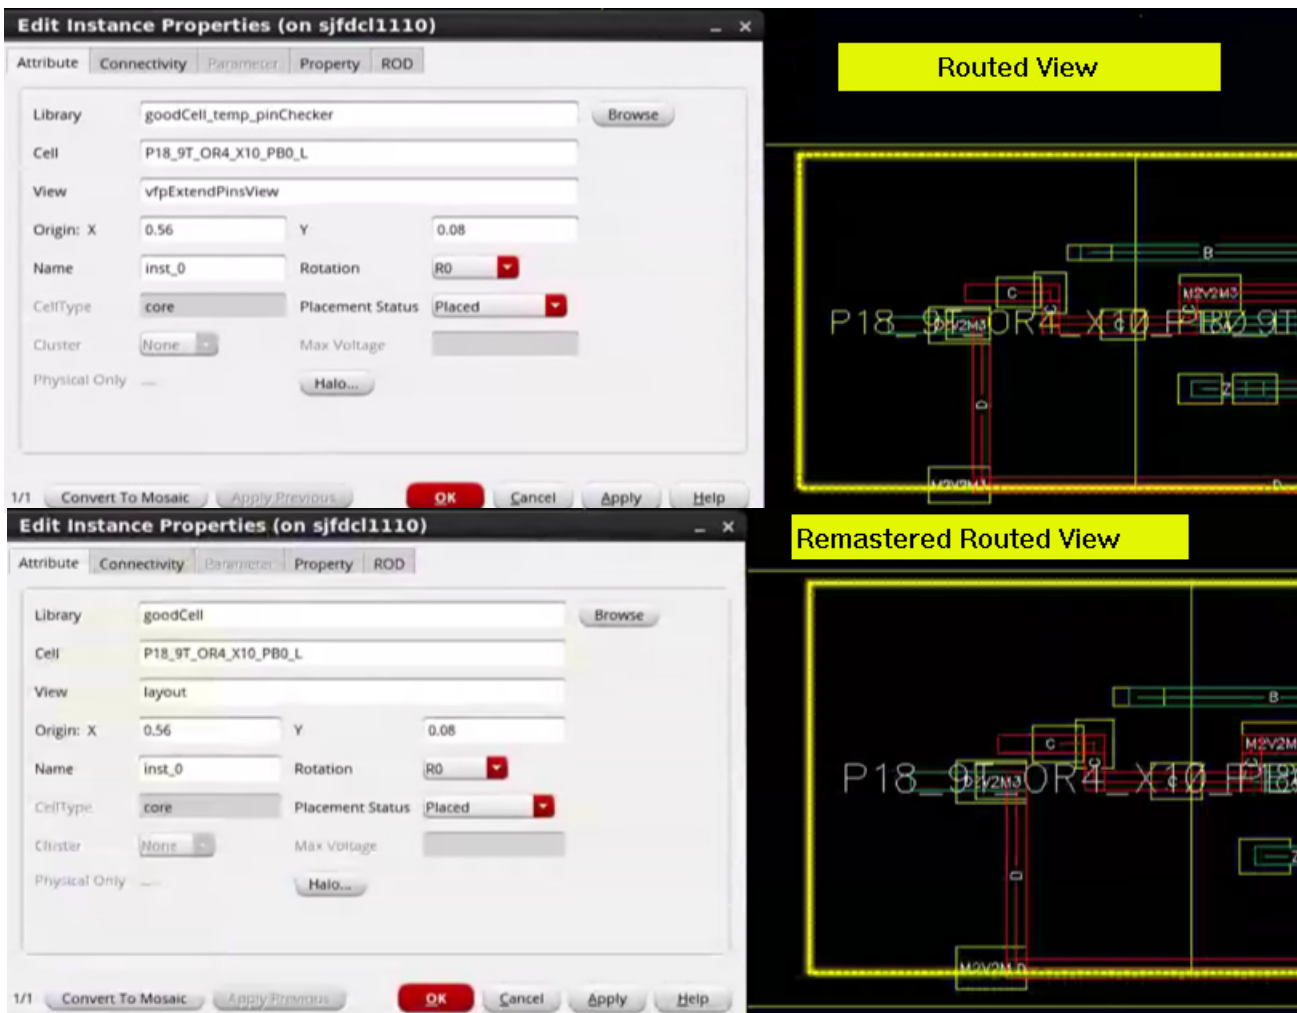 Edit Instance Properties (on sjfdcl1110)
Attribute Connectivity Parameter Property ROD
Library goodCell_temp_pinChecker Browse
Cell P18_9T_OR4_X10_PB0_L
View vfpExtendPinsView
Origin: X 0.56 Y 0.08
Name inst_0 Rotation R0
CellType core Placement Status Placed
Cluster None Max Voltage
Physical Only Halo...
1/1 Convert To Mosaic Apply Previous OK Cancel Apply Help
Routed View
B
C M2V2M3
C
P18_9T_OR4_X10_P
C
Z
D
D
Edit Instance Properties (on sjfdcl1110)
Attribute Connectivity Parameter Property ROD
Library goodCell Browse
Cell P18_9T_OR4_X10_PB0_L
View layout
Origin: X 0.56 Y 0.08
Name inst_0 Rotation R0
CellType core Placement Status Placed
Cluster None Max Voltage
Physical Only Halo...
1/1 Convert To Mosaic Apply Previous OK Cancel Apply Help
Remastered Routed View
B
C M2V2M
C
P18_9T_OR4_X10_P
C
Z
D